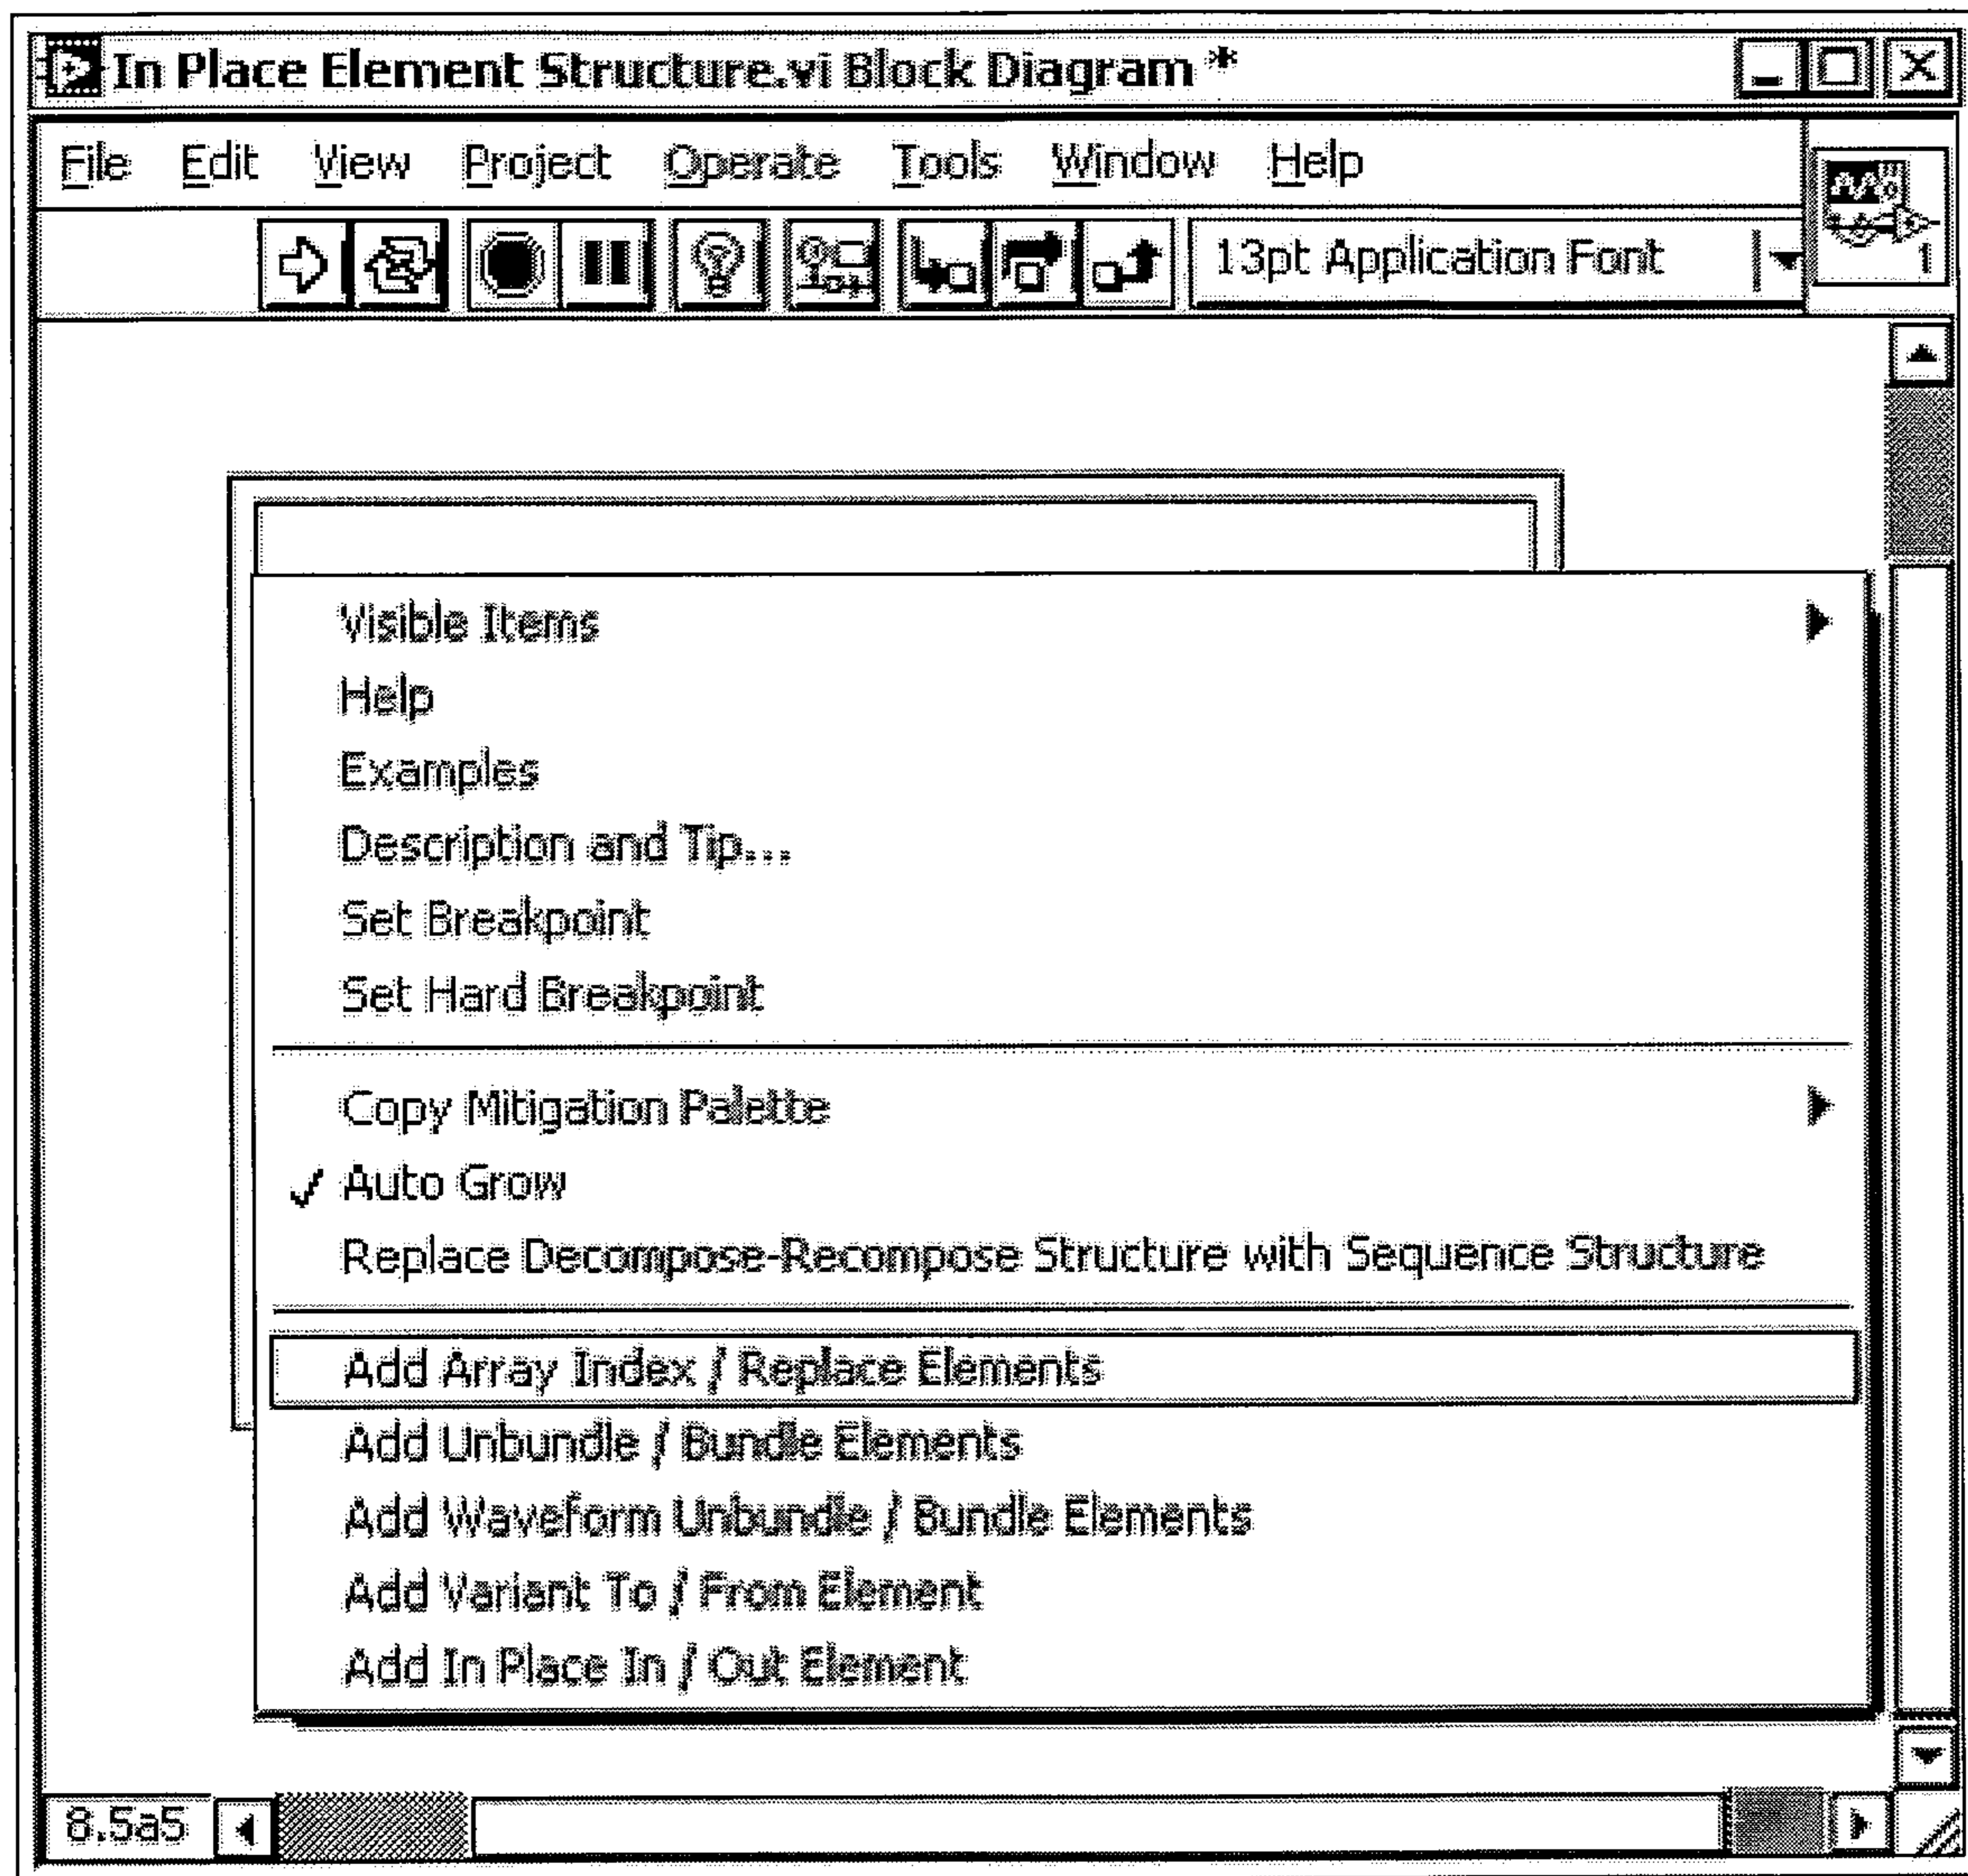 In Place Element Structure.vi Block Diagram *
File Edit View Project Operate Tools Window Help
13pt Application Font
1
Visible Items
Help
Examples
Description and Tip...
Set Breakpoint
Set Hard Breakpoint
Copy Mitigation Palette
Auto Grow
Replace Decompose-Recompose Structure with Sequence Structure
Add Array Index / Replace Elements
Add Unbundle / Bundle Elements
Add Waveform Unbundle / Bundle Elements
Add Variant To / From Element
Add In Place In / Out Element
8.5a5